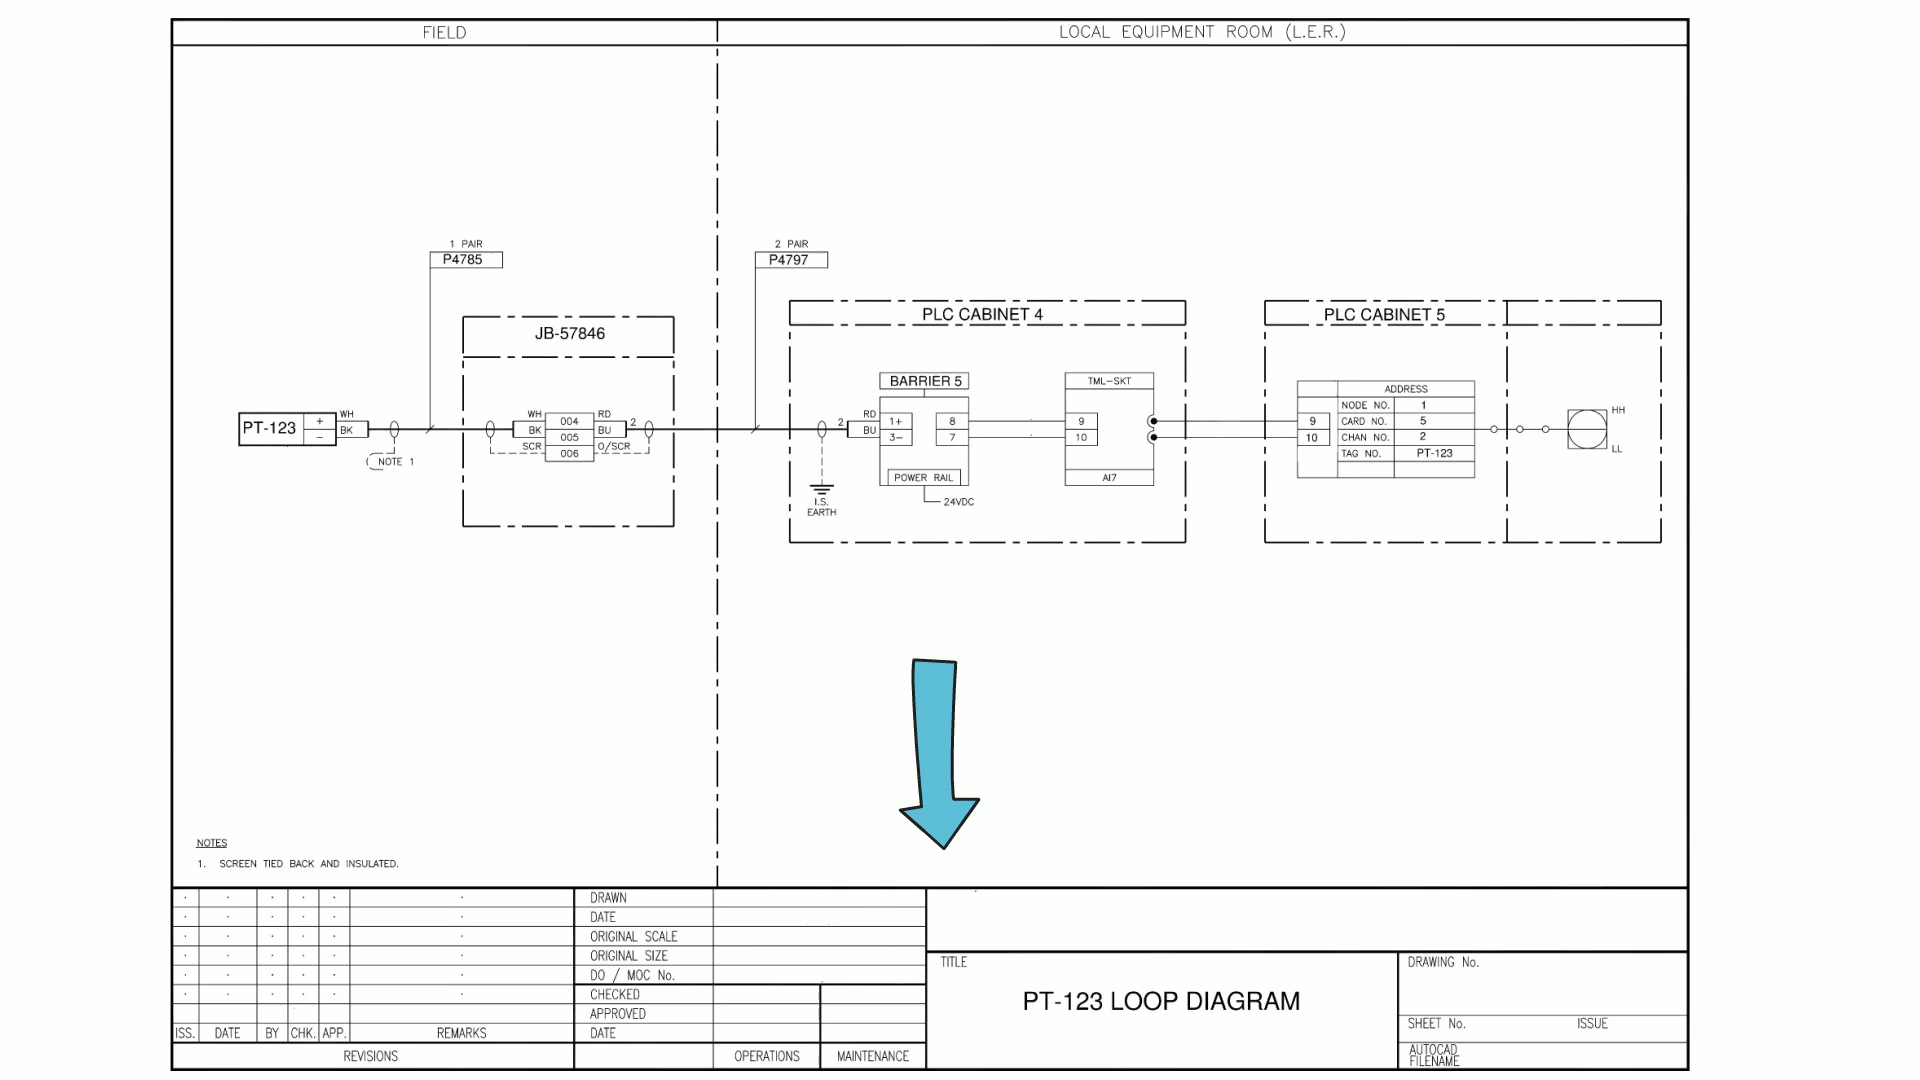 FIELD
LOCAL EQUIPMENT ROOM (L.E.R.)
1 PAIR
P4785
2 PAIR
P4797
JB-57846
PLC CABINET 4
PLC CABINET 5
PT-123
+
−
WH
BK
NOTE 1
WH
BK
SCR
004
005
006
RD
BU
O/SCR
2
2
RD
BU
I.S.
EARTH
BARRIER 5
1+
3−
8
7
POWER RAIL
24VDC
TML-SKT
9
10
AI7
9
10
ADDRESS
NODE NO. 1
CARD NO. 5
CHAN NO. 2
TAG NO. PT-123
HH
LL
NOTES
1. SCREEN TIED BACK AND INSULATED.
ISS. DATE BY CHK. APP. REMARKS
REVISIONS
DRAWN
DATE
ORIGINAL SCALE
ORIGINAL SIZE
DO / MOC No.
CHECKED
APPROVED
DATE
OPERATIONS MAINTENANCE
TITLE
PT-123 LOOP DIAGRAM
DRAWING No.
SHEET No. ISSUE
AUTOCAD
FILENAME